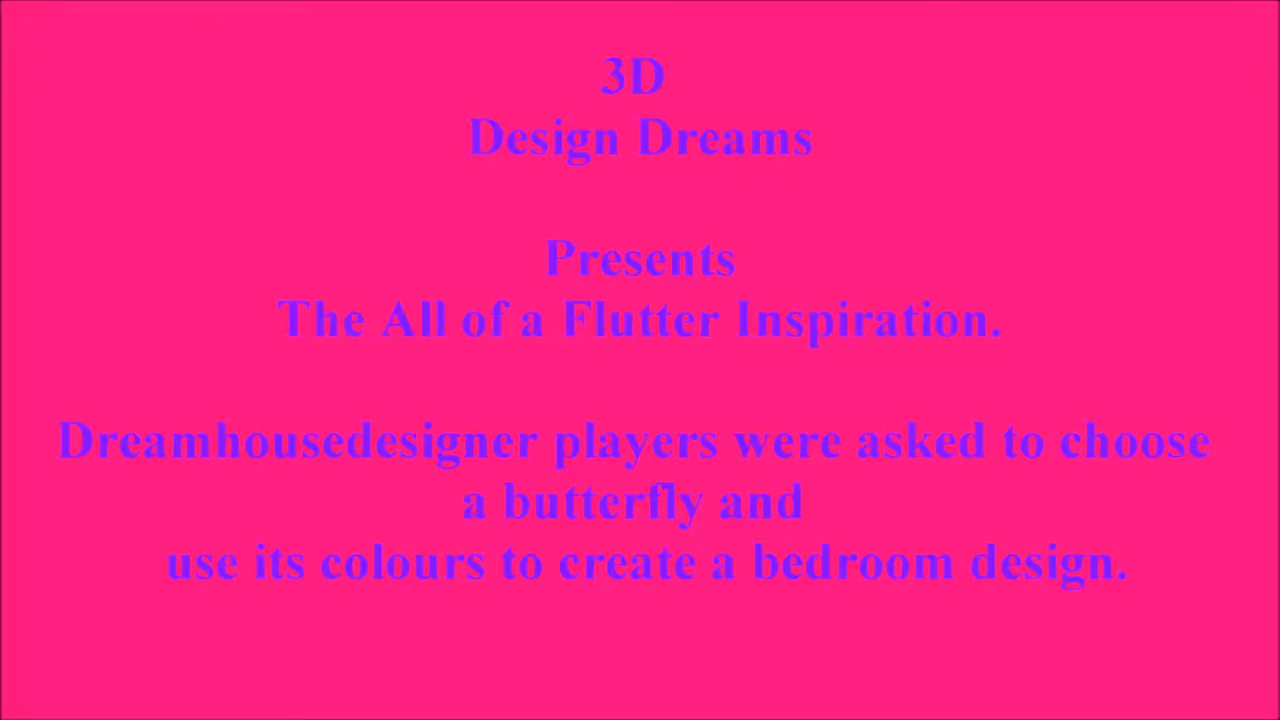 3D
Design Dreams
Presents
The All of a Flutter Inspiration.
Dreamhousedesigner players were asked to choose
a butterfly and
use its colours to create a bedroom design.